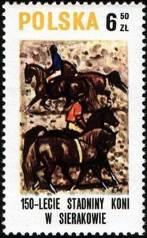 POLSKA 6 50 ZŁ
150-LECIE STADNINY KONI
W SIERAKOWIE